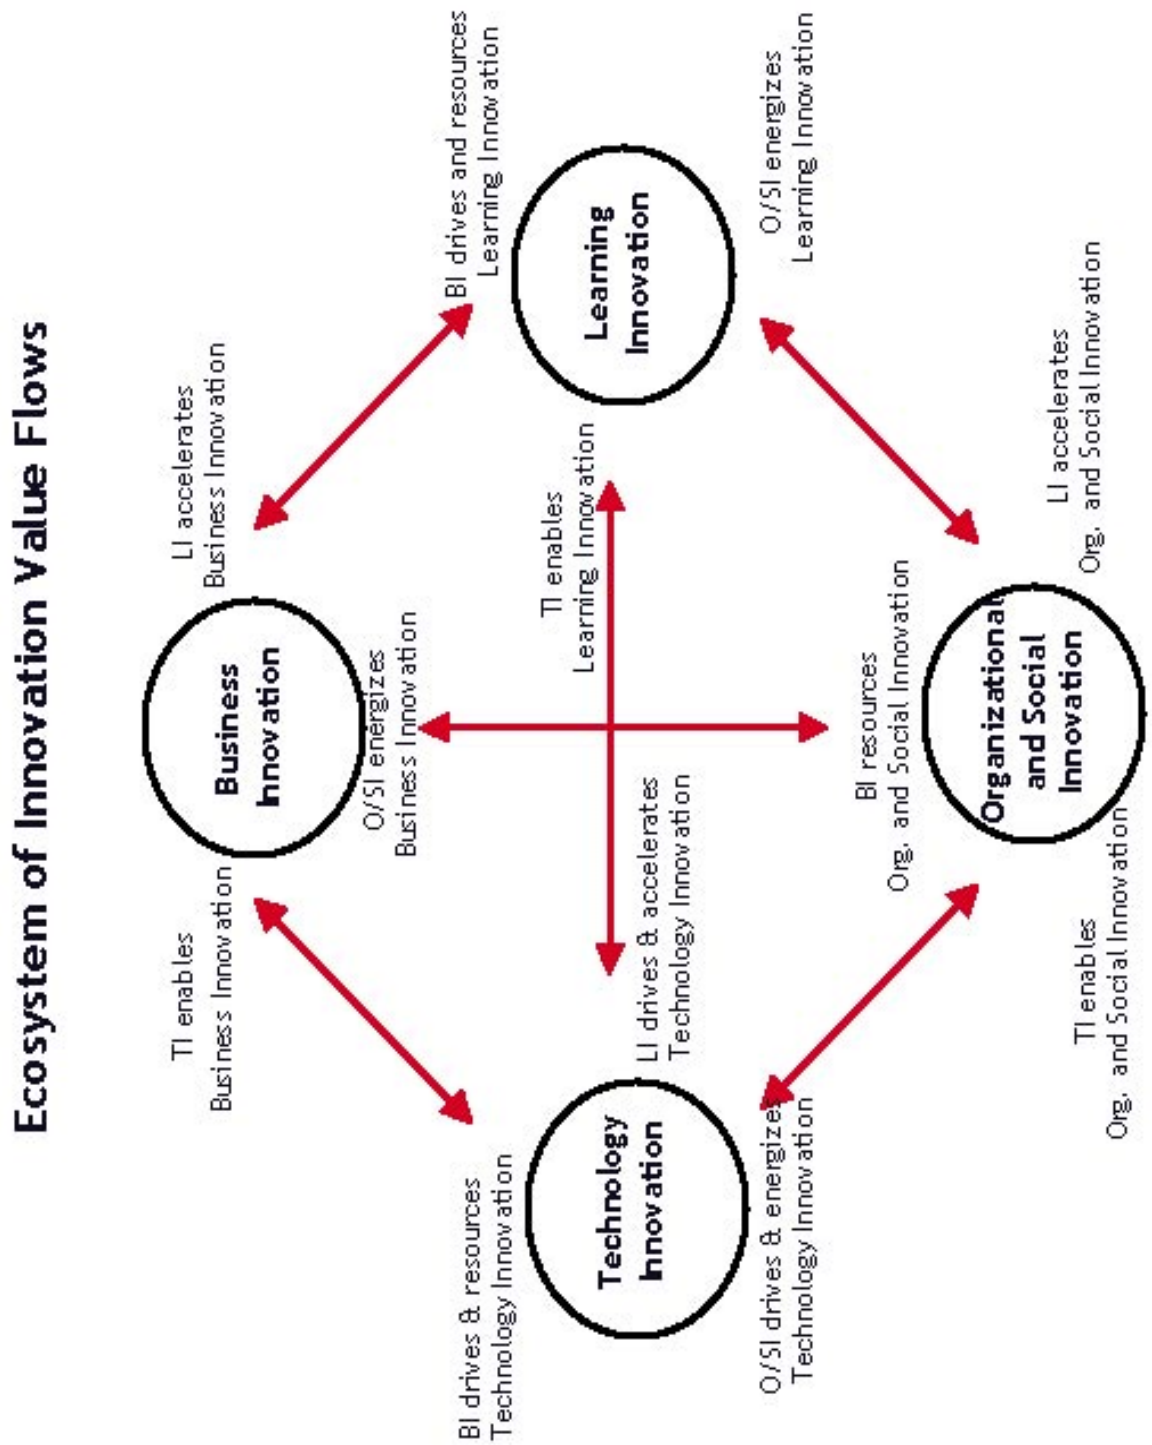 Ecosystem of Innovation Value Flows
TI enables
Business Innovation
LI accelerates
Business Innovation
Business
Innovation
O/SI energizes
Business Innovation
BI drives & resources
Technology Innovation
BI drives and resources
Learning Innovation
Technology
Innovation
LI drives & accelerates
Technology Innovation
TI enables
Learning Innovation
Learning
Innovation
O/SI drives & energizes
Technology Innovation
O/SI energizes
Learning Innovation
BI resources
Org. and Social Innovation
Organizational
and Social
Innovation
TI enables
Org. and Social Innovation
LI accelerates
Org. and Social Innovation